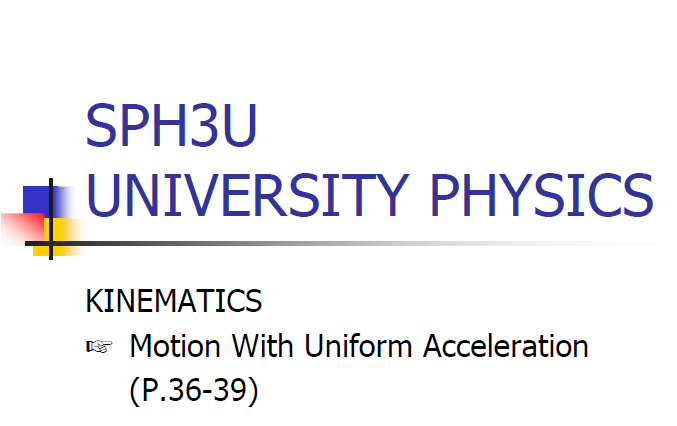 SPH3U
UNIVERSITY PHYSICS
KINEMATICS
☞ Motion With Uniform Acceleration
(P.36-39)